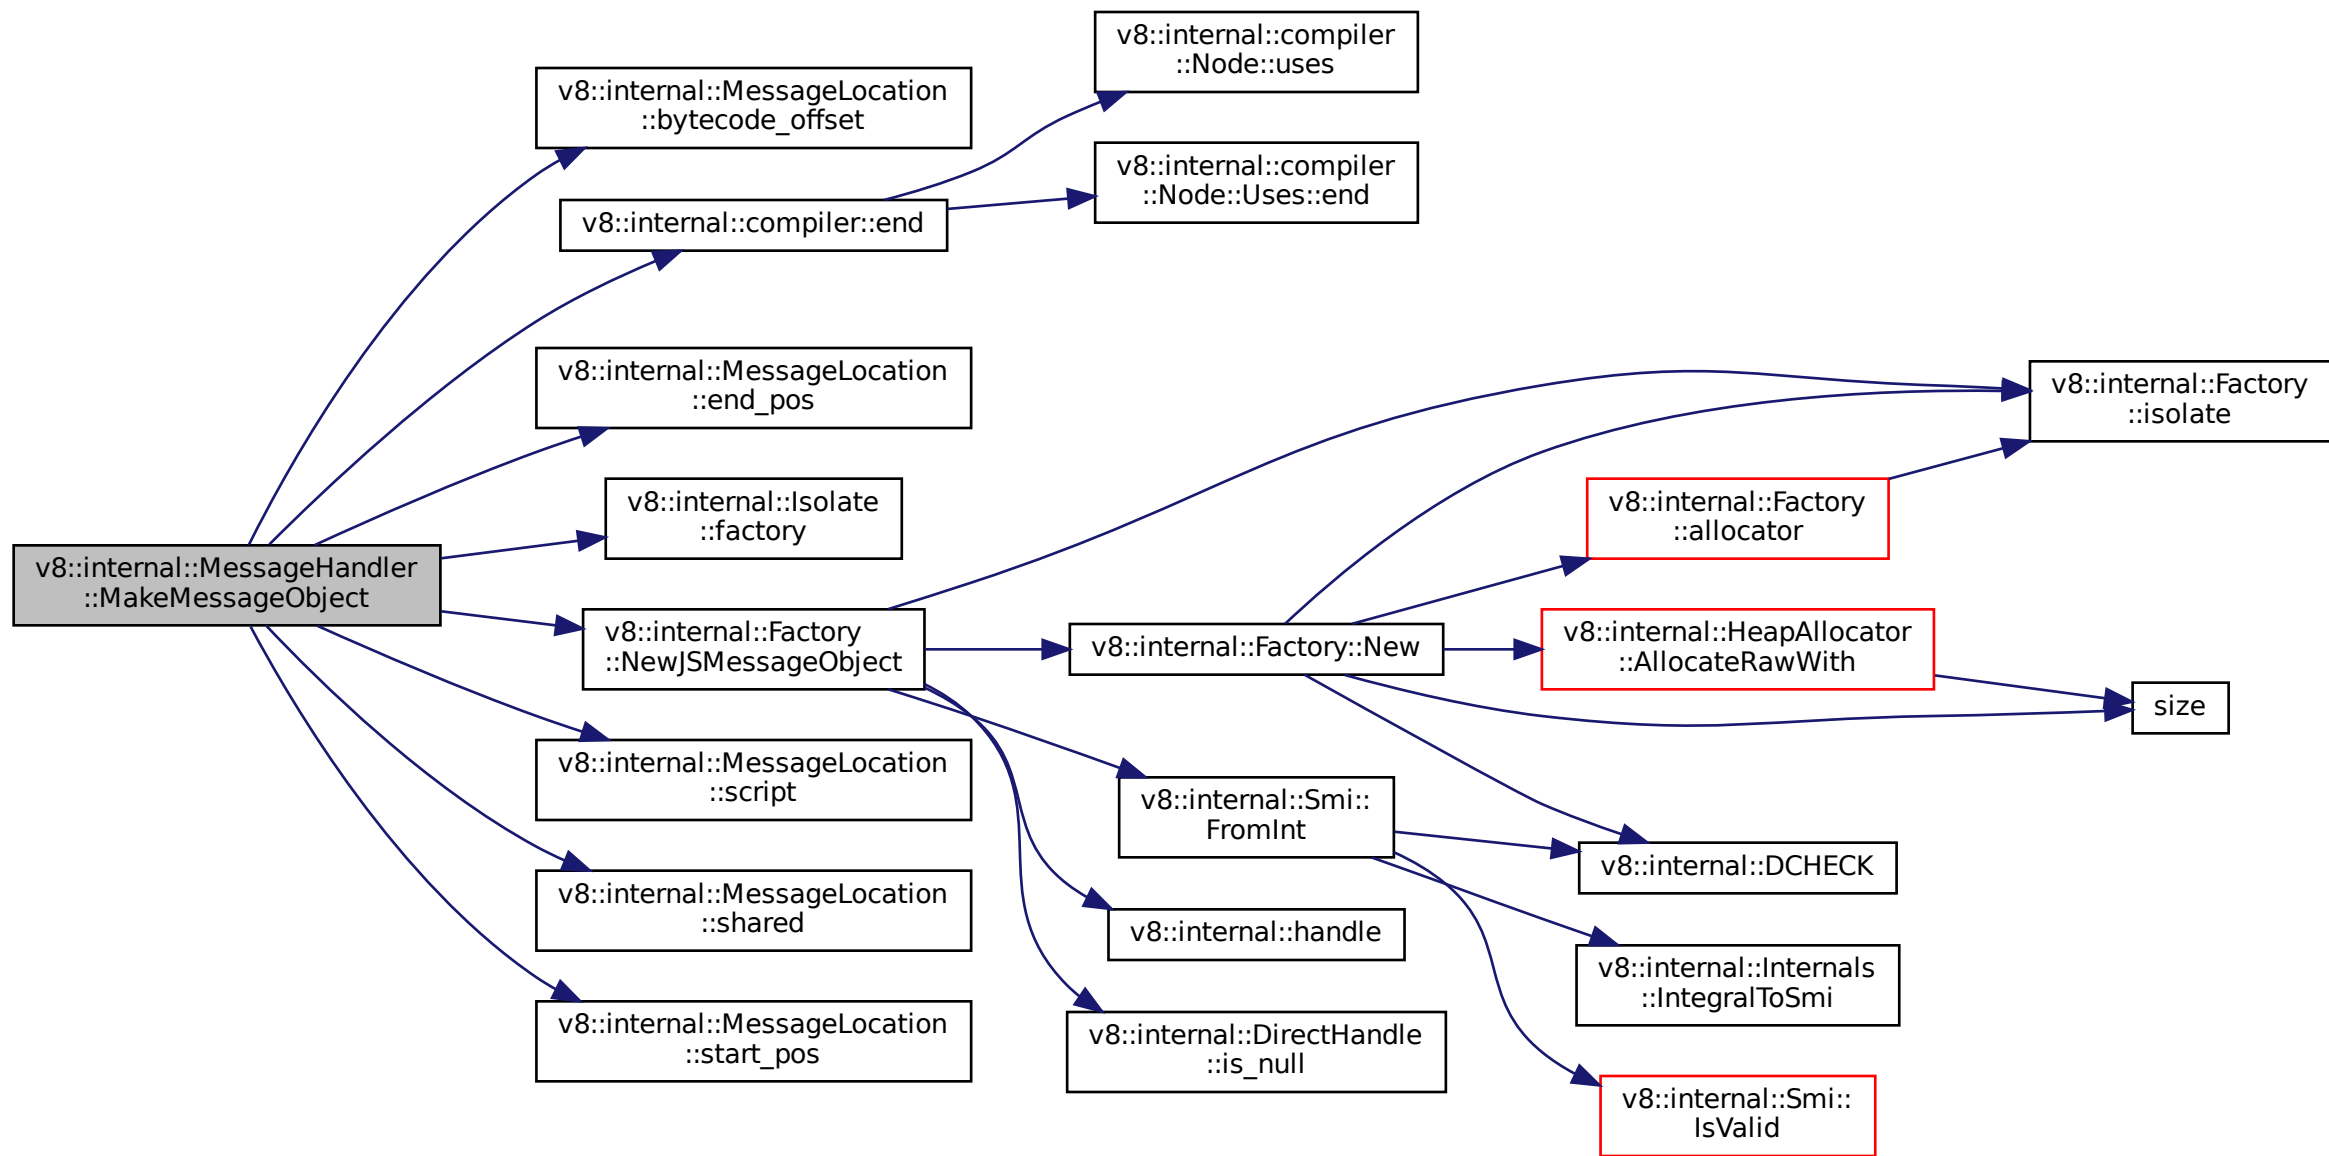 v8::internal::MessageHandler
::MakeMessageObject
v8::internal::MessageLocation
::bytecode_offset
v8::internal::compiler::end
v8::internal::compiler
::Node::uses
v8::internal::compiler
::Node::Uses::end
v8::internal::MessageLocation
::end_pos
v8::internal::Isolate
::factory
v8::internal::Factory
::NewJSMessageObject
v8::internal::Factory
::isolate
v8::internal::Factory::New
v8::internal::Factory
::allocator
v8::internal::HeapAllocator
::AllocateRawWith
size
v8::internal::DCHECK
v8::internal::Smi::
FromInt
v8::internal::Internals
::IntegralToSmi
v8::internal::Smi::
IsValid
v8::internal::handle
v8::internal::DirectHandle
::is_null
v8::internal::MessageLocation
::script
v8::internal::MessageLocation
::shared
v8::internal::MessageLocation
::start_pos